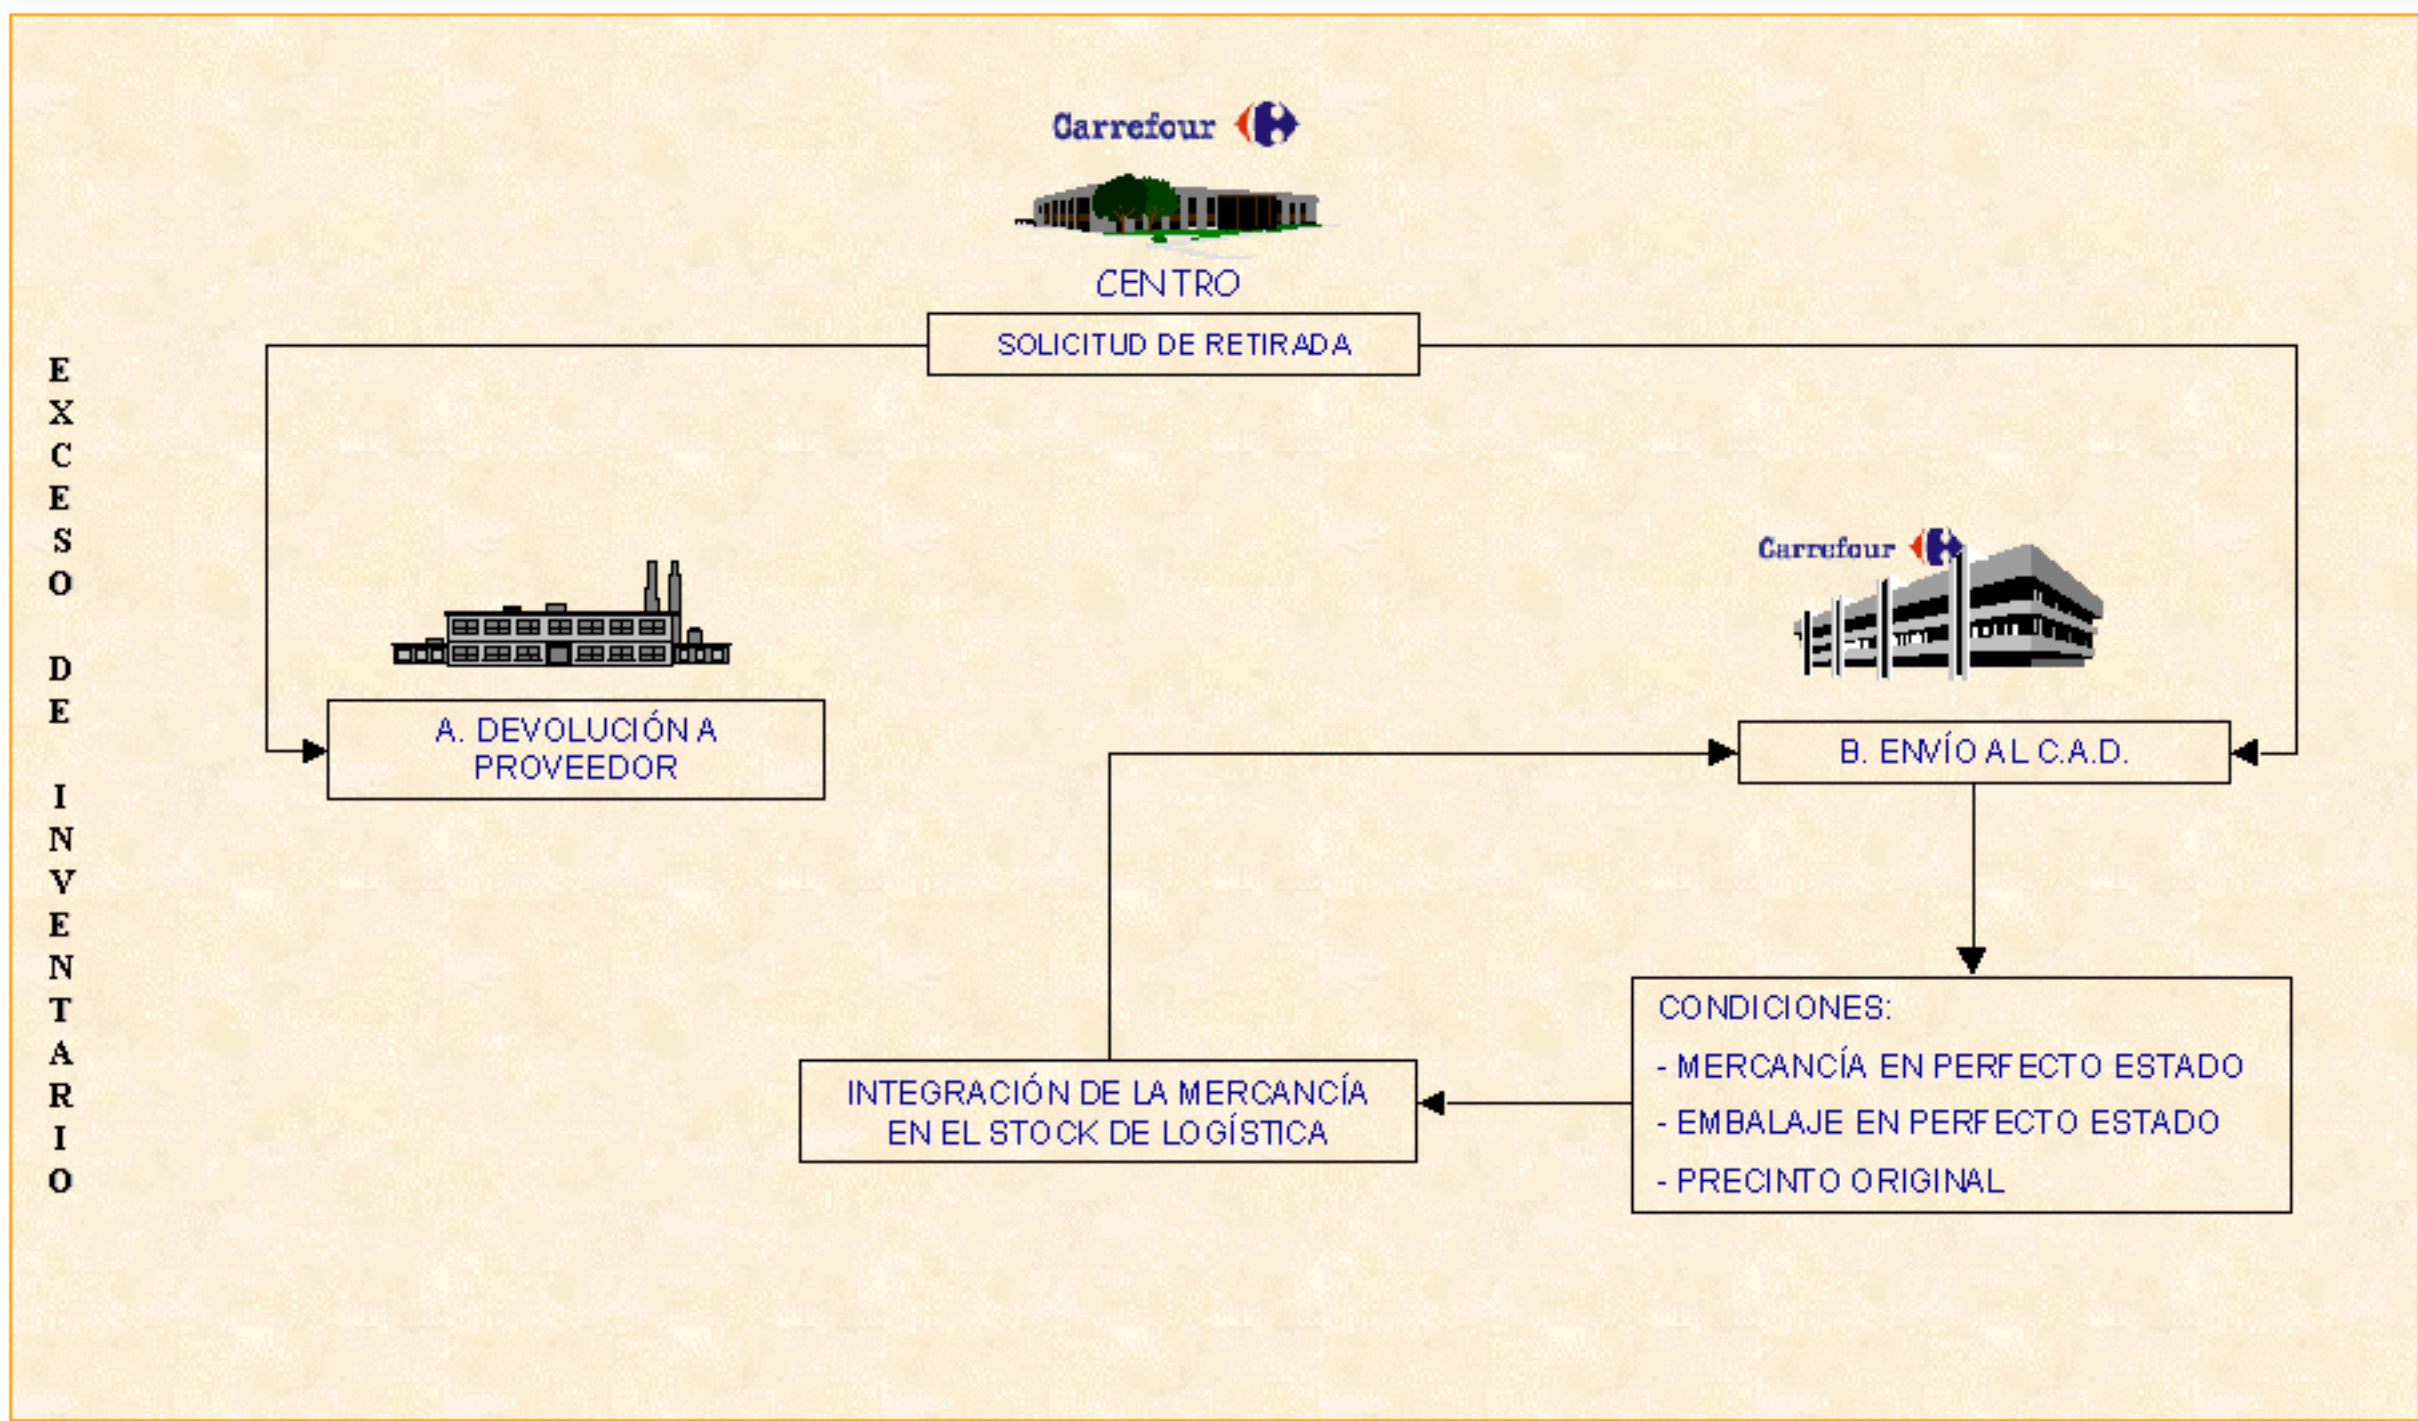 Carrefour
CENTRO
SOLICITUD DE RETIRADA
EXCESO DE INVENTARIO
Carrefour
A. DEVOLUCIÓN A
PROVEEDOR
B. ENVÍO AL C.A.D.
CONDICIONES:
- MERCANCÍA EN PERFECTO ESTADO
- EMBALAJE EN PERFECTO ESTADO
- PRECINTO ORIGINAL
INTEGRACIÓN DE LA MERCANCÍA
EN EL STOCK DE LOGÍSTICA